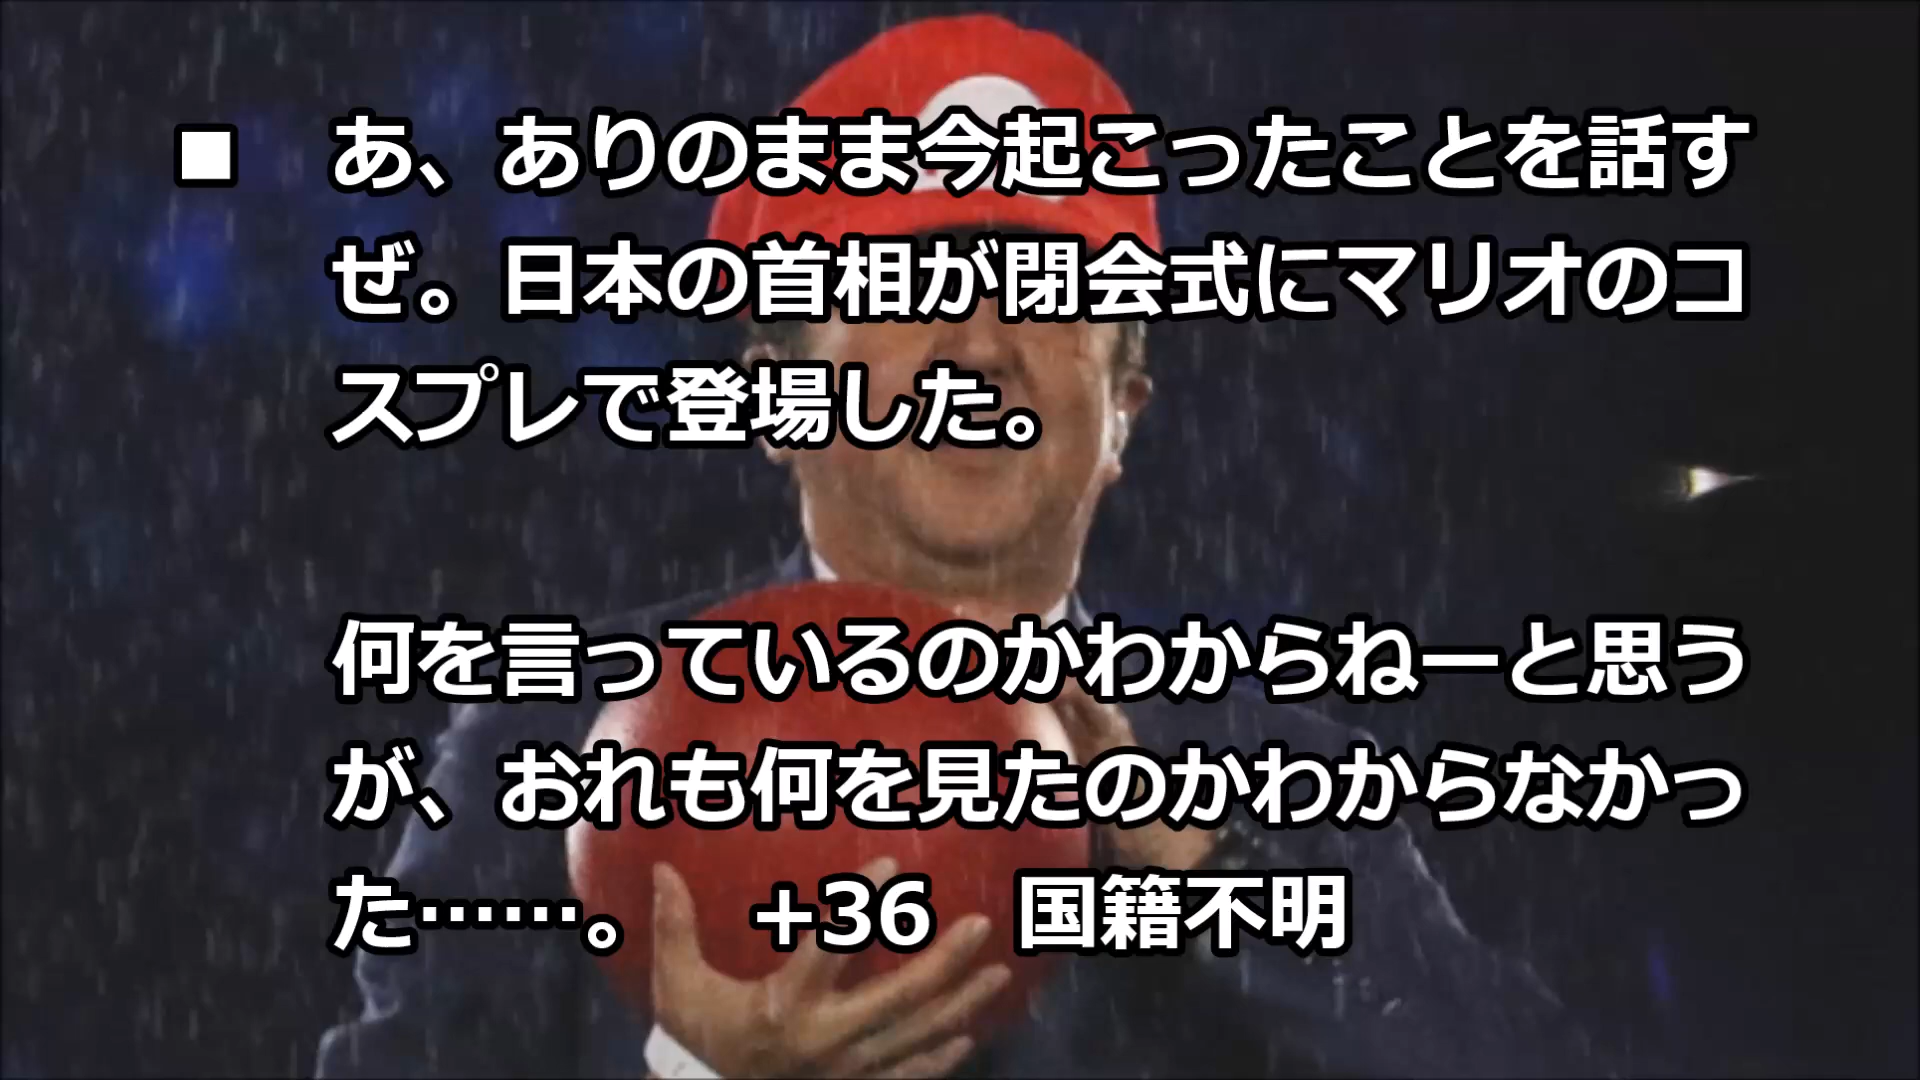 ■　あ、ありのまま今起こったことを話す
ぜ。日本の首相が閉会式にマリオのコ
スプレで登場した。
何を言っているのかわからねーと思う
が、おれも何を見たのかわからなかっ
た……。　+36　国籍不明